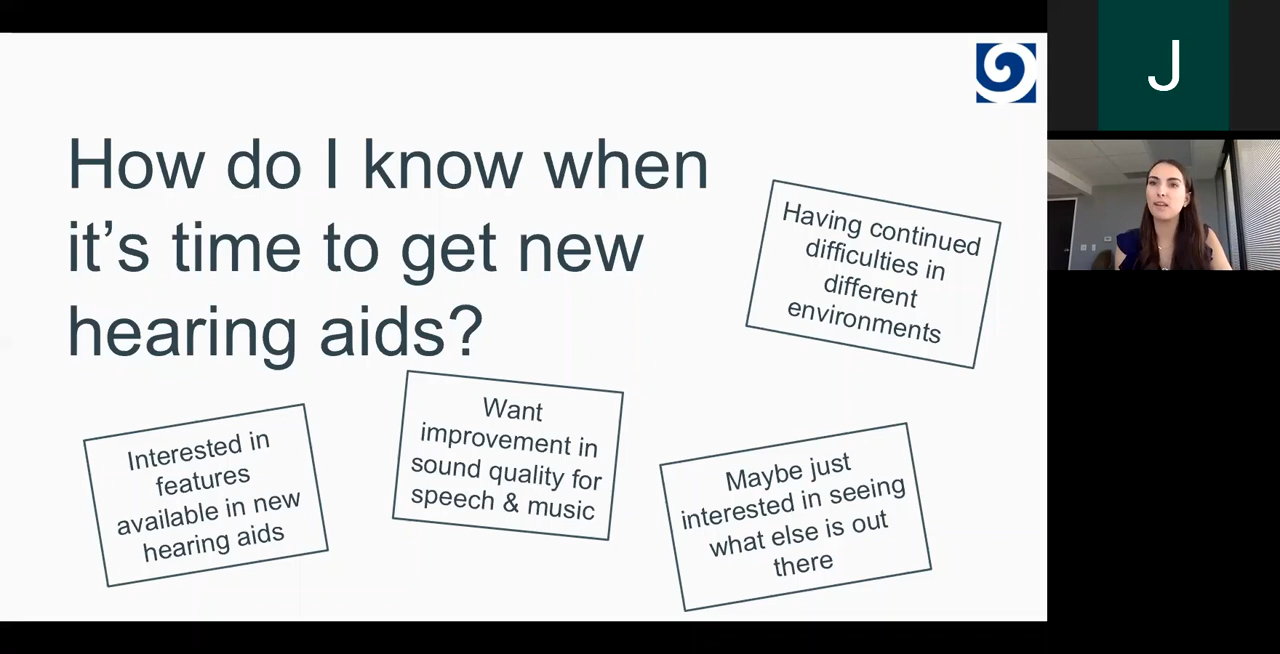 How do I know when
it's time to get new
hearing aids?
Having continued
difficulties in
different
environments
Interested in
features
available in new
hearing aids
Want
improvement in
sound quality for
speech & music
Maybe just
interested in seeing
what else is out
there
J